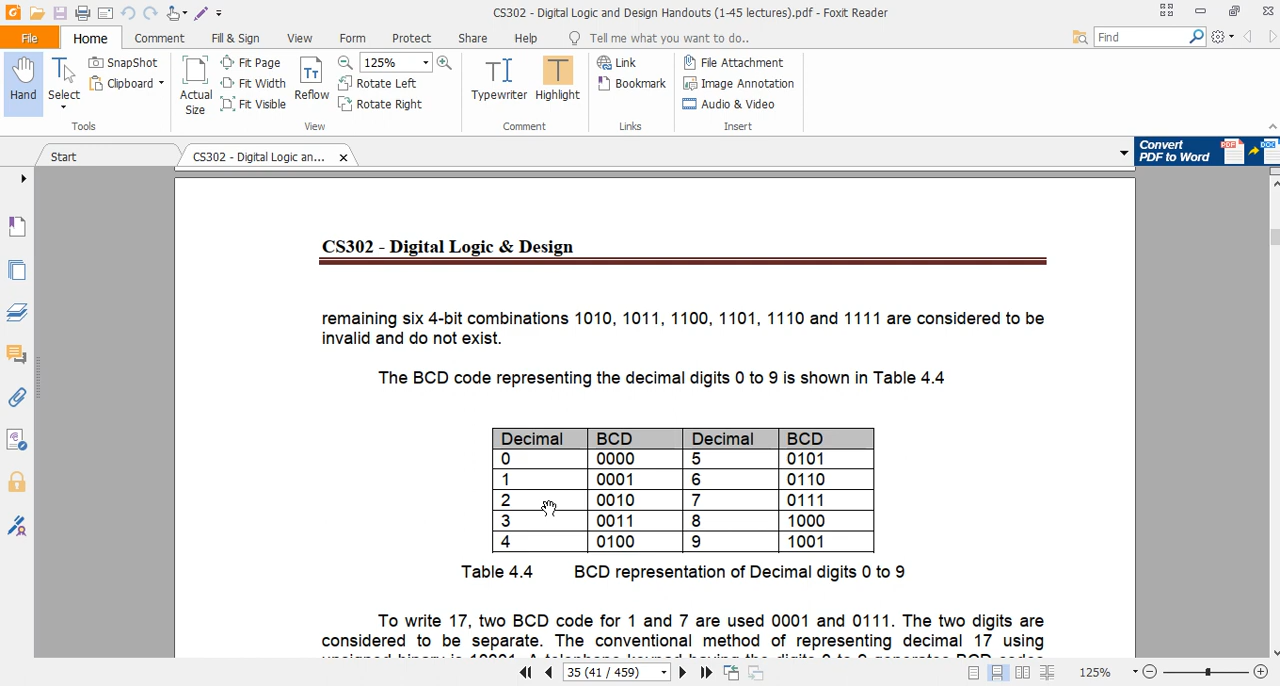 CS302 - Digital Logic and Design Handouts (1-45 lectures).pdf - Foxit Reader
File Home Comment Fill & Sign View Form Protect Share Help Tell me what you want to do.. Find
Hand Select SnapShot Clipboard Actual Size Fit Page Fit Width Fit Visible Reflow 125% Rotate Left Rotate Right Typewriter Highlight Link Bookmark File Attachment Image Annotation Audio & Video
Tools View Comment Links Insert
Start CS302 - Digital Logic an... Convert PDF to Word PDF DOC
CS302 - Digital Logic & Design
remaining six 4-bit combinations 1010, 1011, 1100, 1101, 1110 and 1111 are considered to be
invalid and do not exist.
The BCD code representing the decimal digits 0 to 9 is shown in Table 4.4
Decimal BCD Decimal BCD
0 0000 5 0101
1 0001 6 0110
2 0010 7 0111
3 0011 8 1000
4 0100 9 1001
Table 4.4 BCD representation of Decimal digits 0 to 9
To write 17, two BCD code for 1 and 7 are used 0001 and 0111. The two digits are
considered to be separate. The conventional method of representing decimal 17 using
35 (41 / 459) 125%